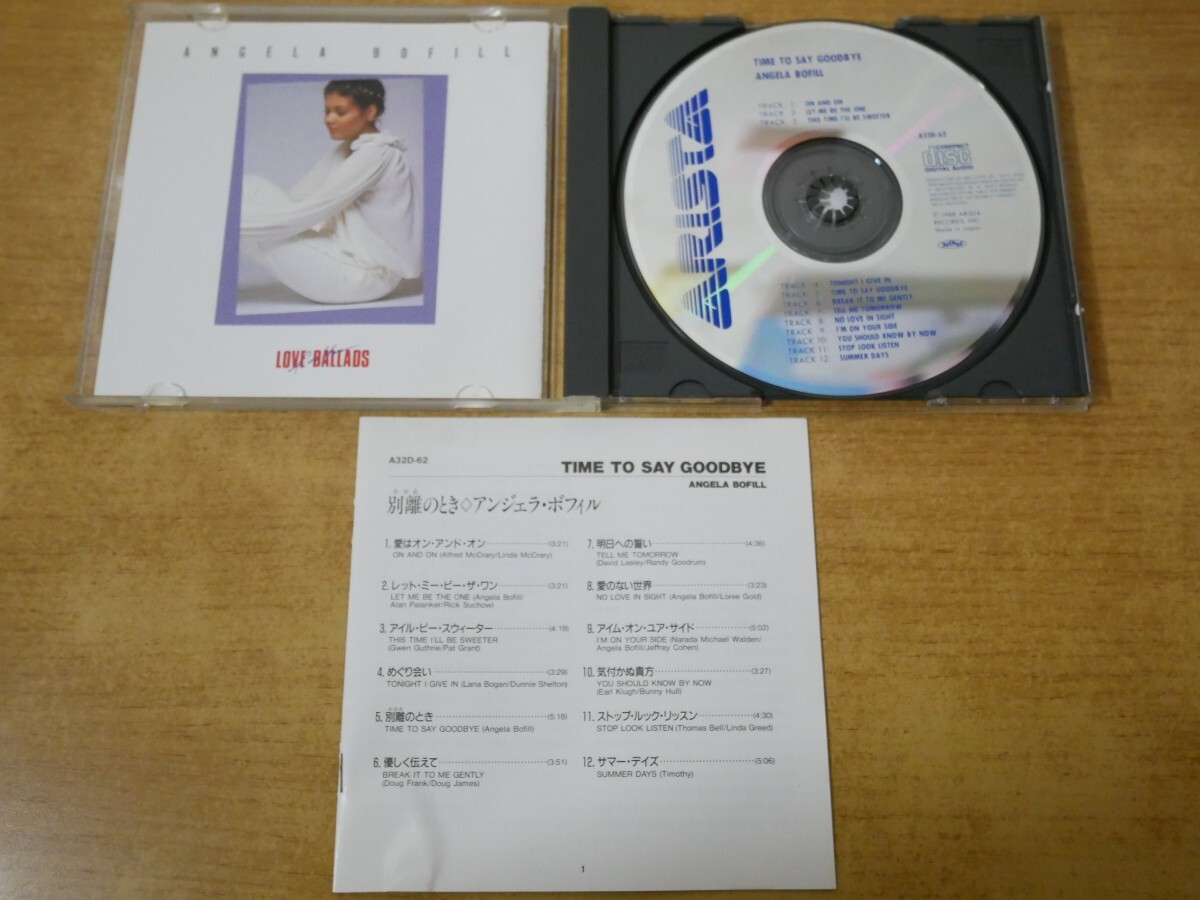 ANGELA BOFILL
LOVE BALLADS
TIME TO SAY GOODBYE
ANGELA BOFILL
TRACK 1: ON AND ON
TRACK 2: LET ME BE THE ONE
TRACK 3: THIS TIME I'LL BE SWEETER
ARISTA
A32D-62
COMPACT
disc
DIGITAL AUDIO
Made in Japan
TRACK 4: TONIGHT I GIVE IN
TRACK 5: TIME TO SAY GOODBYE
TRACK 6: BREAK IT TO ME GENTLY
TRACK 7: TELL ME TOMORROW
TRACK 8: NO LOVE IN SIGHT
TRACK 9: I'M ON YOUR SIDE
TRACK 10: YOU SHOULD KNOW BY NOW
TRACK 11: STOP LOOK LISTEN
TRACK 12: SUMMER DAYS
A32D-62
TIME TO SAY GOODBYE
ANGELA BOFILL
別離のとき◇アンジェラ・ボフィル
1. 愛はオン・アンド・オン (3:21)
ON AND ON (Alfred McCrary/Linda McCrary)
2. レット・ミー・ビー・ザ・ワン (3:21)
LET ME BE THE ONE (Angela Bofill/
Alan Palanker/Rick Suchow)
3. アイル・ビー・スウィーター (4:18)
THIS TIME I'LL BE SWEETER
(Gwen Guthrie/Pat Grant)
4. めぐり会い (3:29)
TONIGHT I GIVE IN (Lana Bogan/Dunnie Shelton)
5. 別離のとき (5:18)
TIME TO SAY GOODBYE (Angela Bofill)
6. 優しく伝えて (3:51)
BREAK IT TO ME GENTLY
(Doug Frank/Doug James)
7. 明日への誓い (4:36)
TELL ME TOMORROW
(David Lasley/Randy Goodrum)
8. 愛のない世界 (3:23)
NO LOVE IN SIGHT (Angela Bofill/Loree Gold)
9. アイム・オン・ユア・サイド (5:02)
I'M ON YOUR SIDE (Narada Michael Walden/
Angela Bofill/Jeffrey Cohen)
10. 気付かぬ貴方 (3:27)
YOU SHOULD KNOW BY NOW
(Earl Klugh/Bunny Hull)
11. ストップ・ルック・リッスン (4:30)
STOP LOOK LISTEN (Thomas Bell/Linda Greed)
12. サマー・デイズ (5:06)
SUMMER DAYS (Timothy)
1